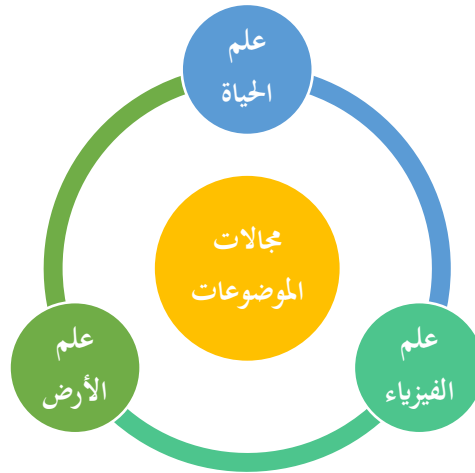 علم
الحياة
مجالات
الموضوعات
علم
الفيزياء
علم
الأرض